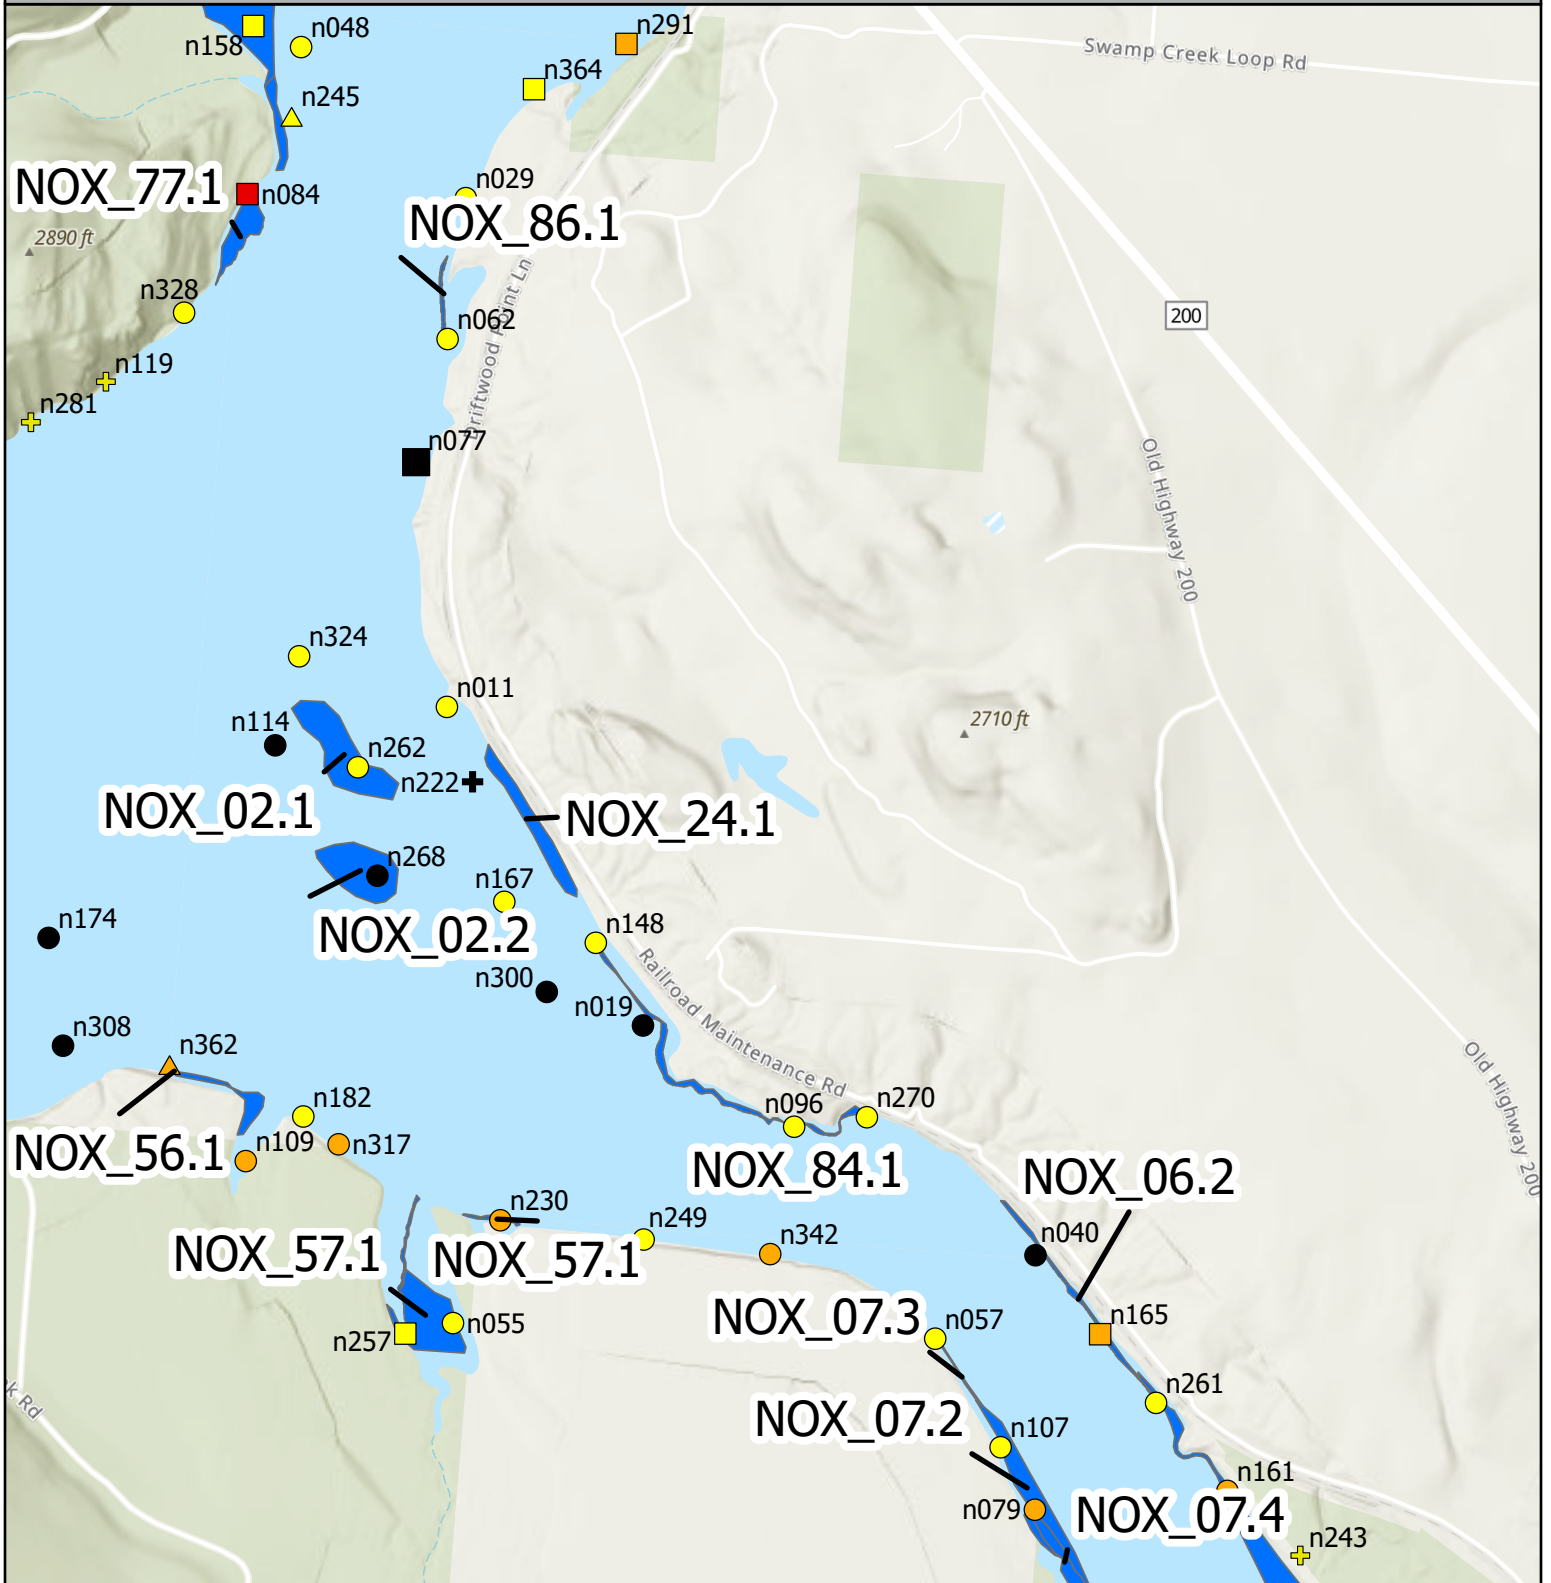 n158
n048
n291
Swamp Creek Loop Rd
n364
n245
NOX_77.1
n084
n029
NOX_86.1
2890 ft
n328
n062
Driftwood Point Ln
200
n119
n281
n077
Old Highway 200
n324
n011
2710 ft
n114
n262
n222
NOX_02.1
NOX_24.1
n268
n167
n174
NOX_02.2
n148
n300
n019
Railroad Maintenance Rd
n308
n362
Old Highway 200
n182
n096
n270
n109
n317
NOX_56.1
NOX_84.1
NOX_06.2
n230
n249
n040
n342
NOX_57.1
NOX_57.1
NOX_07.3
n057
n165
n055
n257
n261
k Rd
NOX_07.2
n107
n161
n079
NOX_07.4
n243